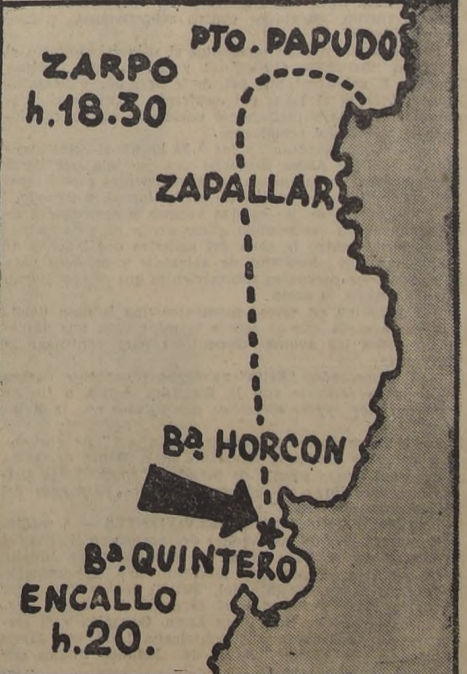 PTO. PAPUDO
ZARPO
h.18.30
ZAPALLAR
Bª HORCON
Bª. QUINTERO
ENCALLO
h.20.